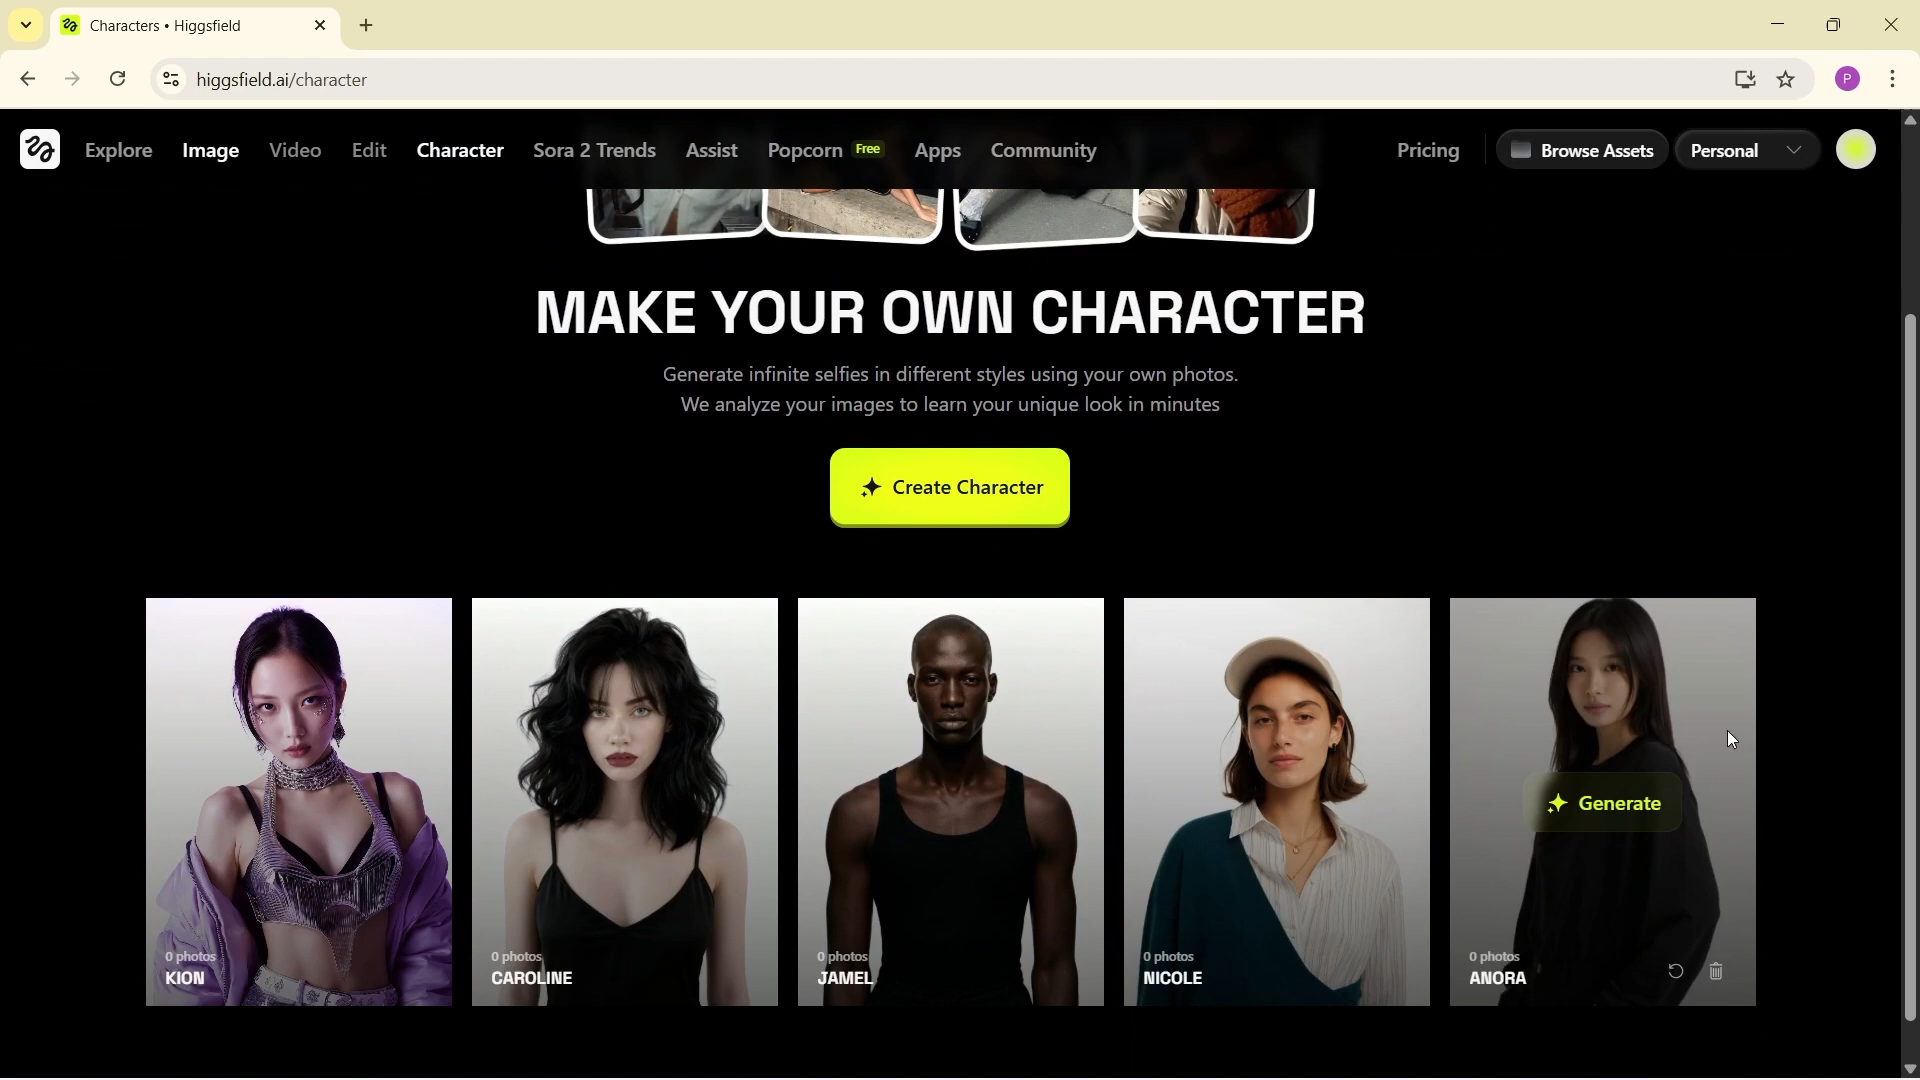 Characters • Higgsfield
higgsfield.ai/character
P
Explore Image Video Edit Character Sora 2 Trends Assist Popcorn Free Apps Community Pricing Browse Assets Personal
MAKE YOUR OWN CHARACTER
Generate infinite selfies in different styles using your own photos.
We analyze your images to learn your unique look in minutes
Create Character
Generate
0 photos 0 photos 0 photos 0 photos 0 photos
KION CAROLINE JAMEL NICOLE ANORA